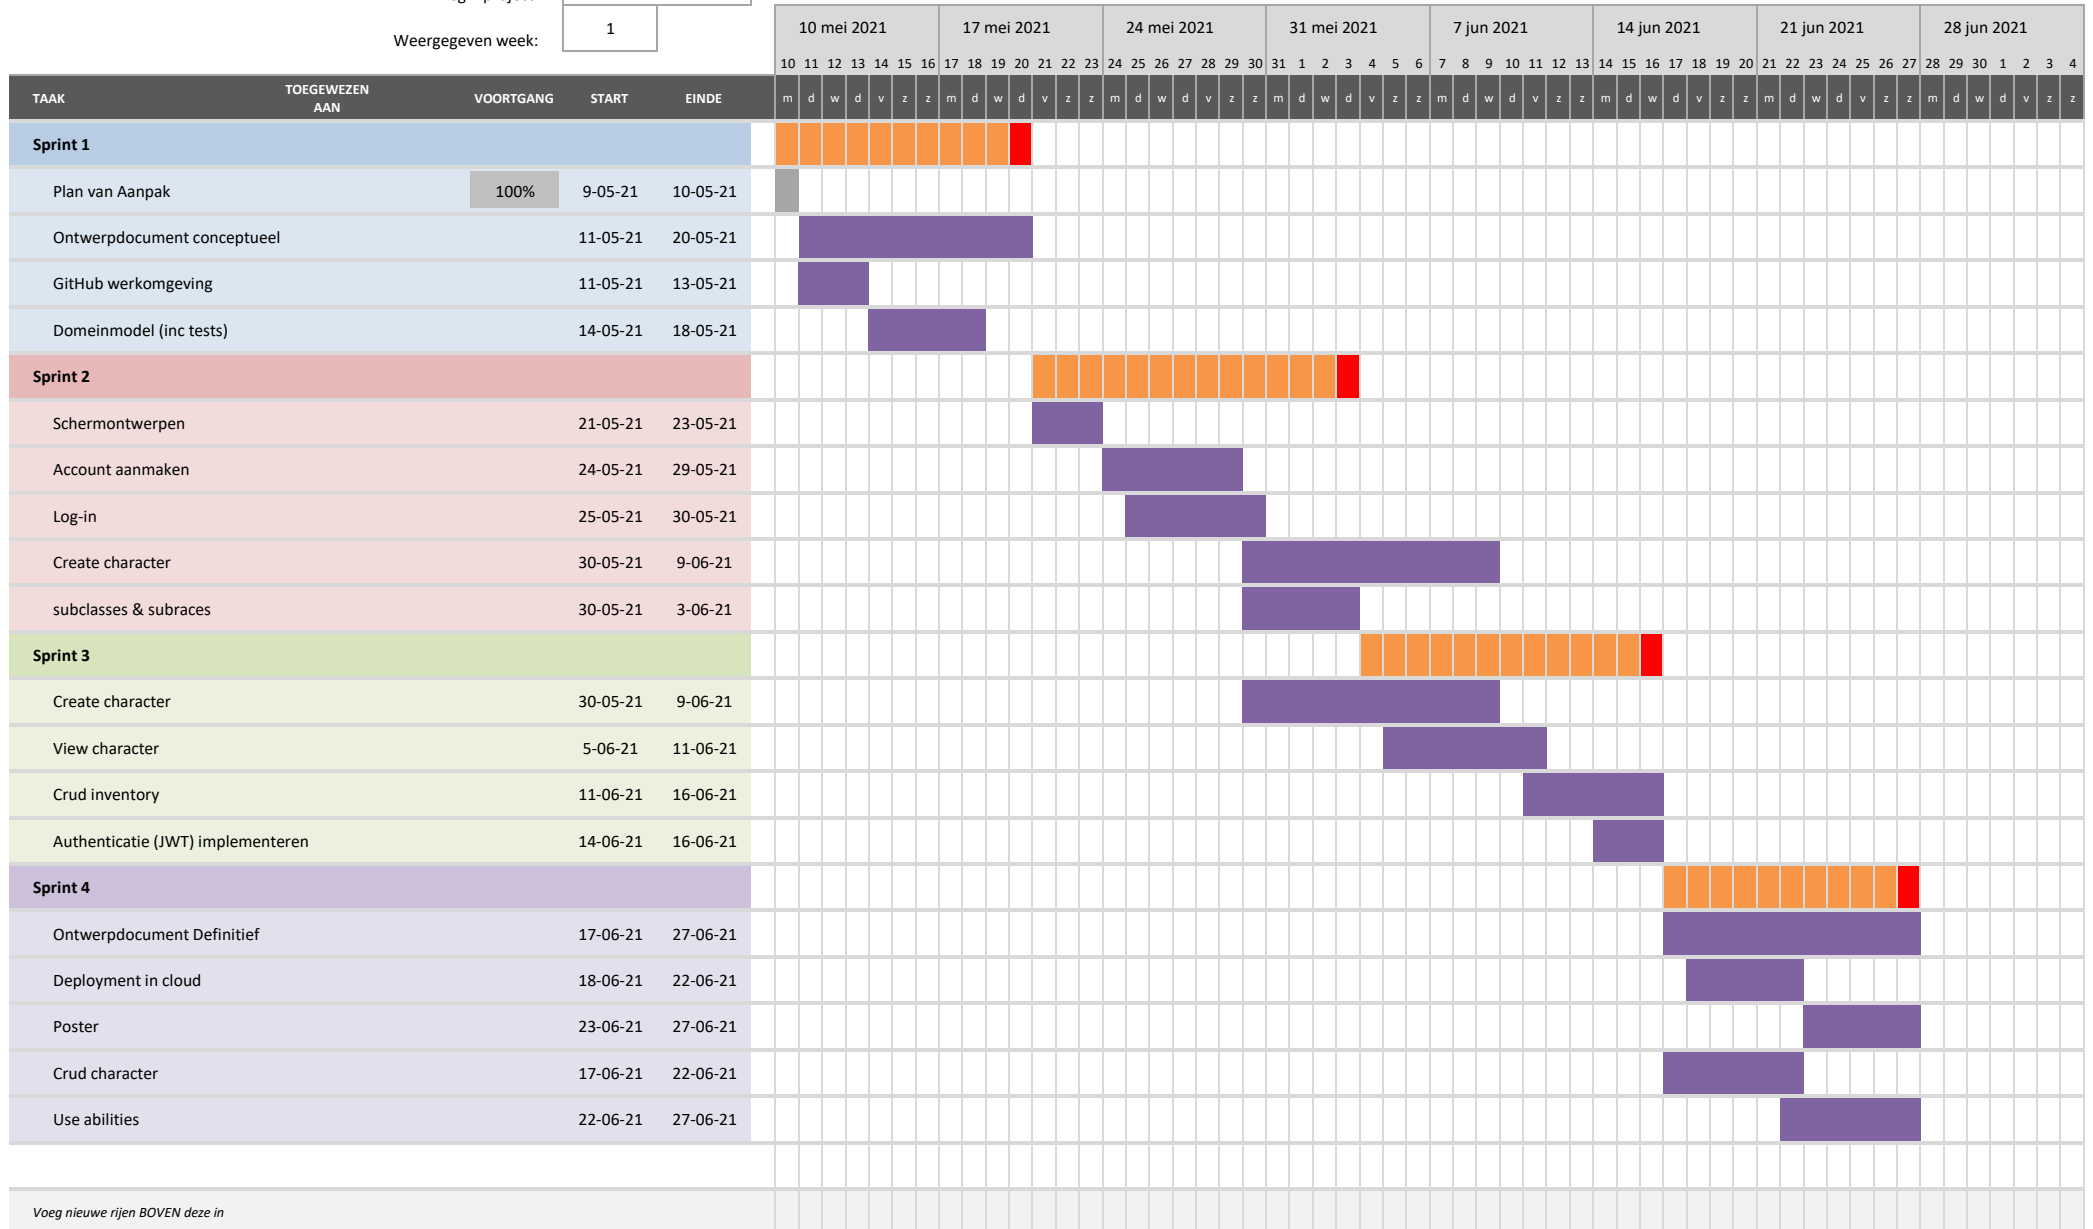 Weergegeven week: 1
10 mei 2021 17 mei 2021 24 mei 2021 31 mei 2021 7 jun 2021 14 jun 2021 21 jun 2021 28 jun 2021
10 11 12 13 14 15 16 17 18 19 20 21 22 23 24 25 26 27 28 29 30 31 1 2 3 4 5 6 7 8 9 10 11 12 13 14 15 16 17 18 19 20 21 22 23 24 25 26 27 28 29 30 1 2 3 4
TAAK TOEGEWEZEN AAN VOORTGANG START EINDE m d w d v z z m d w d v z z m d w d v z z m d w d v z z m d w d v z z m d w d v z z m d w d v z z m d w d v z z
Sprint 1
Plan van Aanpak 100% 9-05-21 10-05-21
Ontwerpdocument conceptueel 11-05-21 20-05-21
GitHub werkomgeving 11-05-21 13-05-21
Domeinmodel (inc tests) 14-05-21 18-05-21
Sprint 2
Schermontwerpen 21-05-21 23-05-21
Account aanmaken 24-05-21 29-05-21
Log-in 25-05-21 30-05-21
Create character 30-05-21 9-06-21
subclasses & subraces 30-05-21 3-06-21
Sprint 3
Create character 30-05-21 9-06-21
View character 5-06-21 11-06-21
Crud inventory 11-06-21 16-06-21
Authenticatie (JWT) implementeren 14-06-21 16-06-21
Sprint 4
Ontwerpdocument Definitief 17-06-21 27-06-21
Deployment in cloud 18-06-21 22-06-21
Poster 23-06-21 27-06-21
Crud character 17-06-21 22-06-21
Use abilities 22-06-21 27-06-21
Voeg nieuwe rijen BOVEN deze in